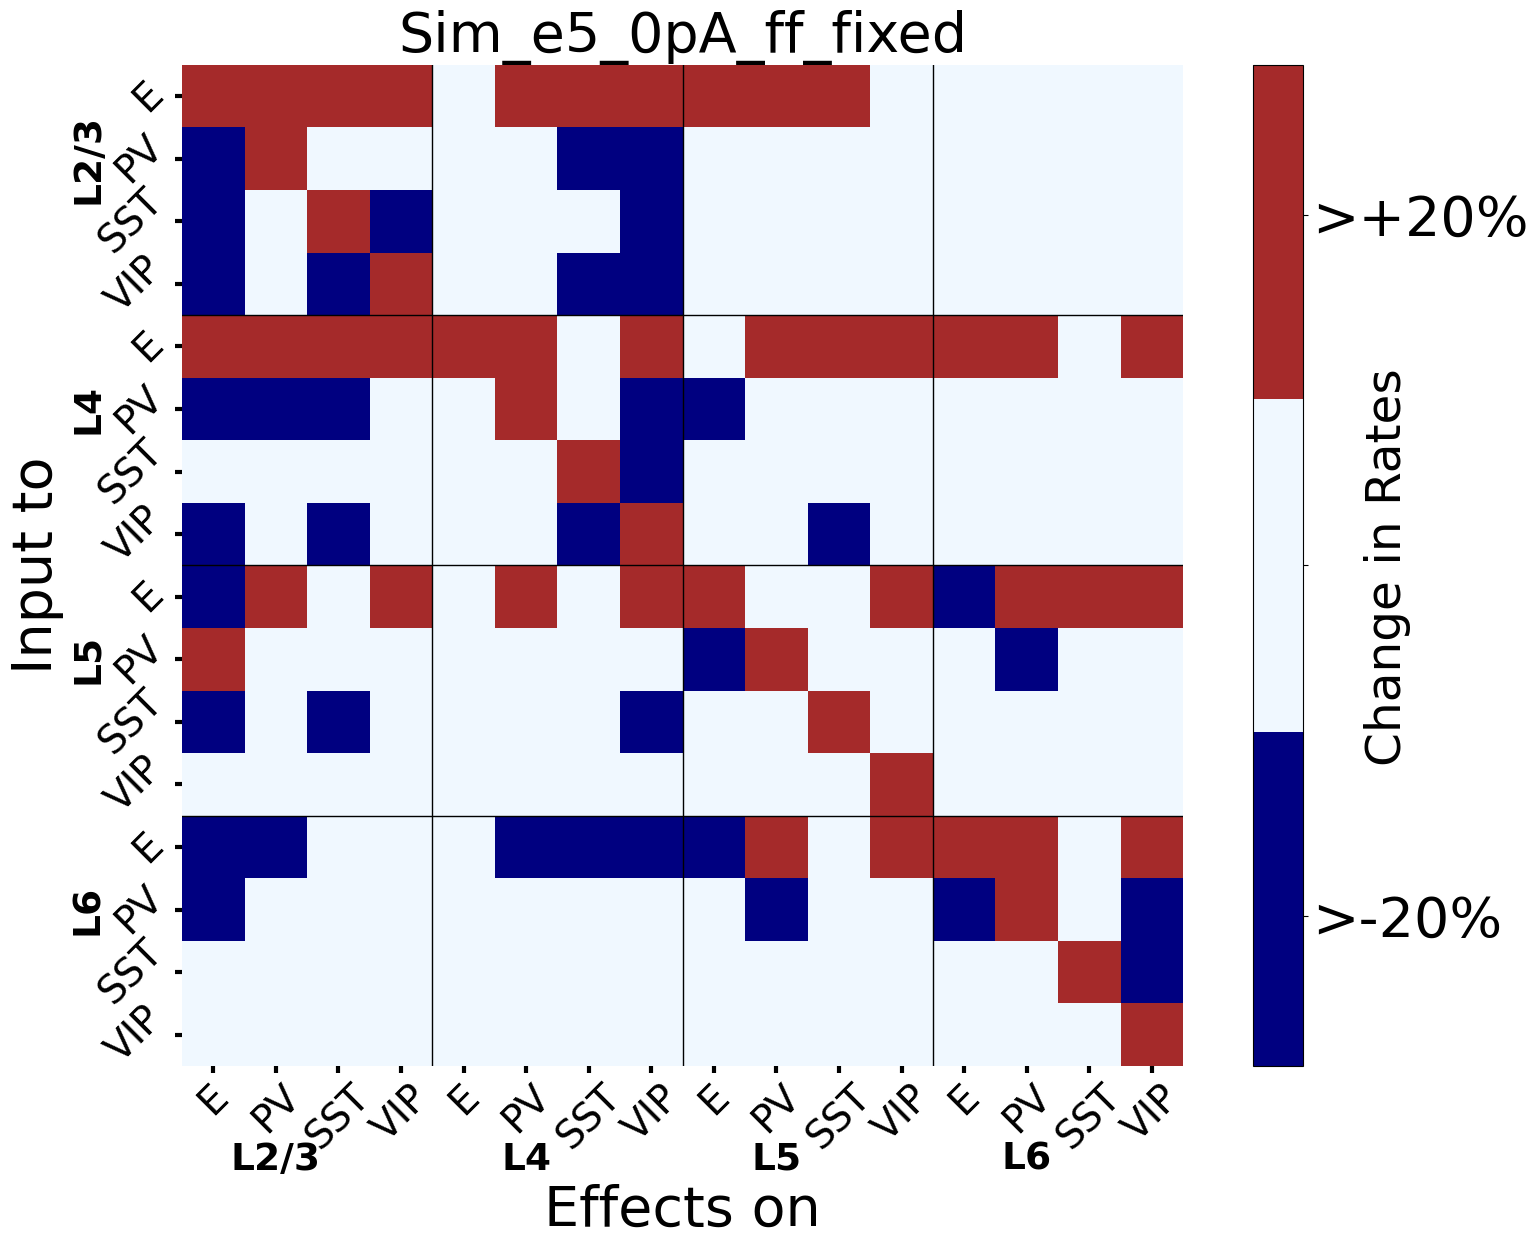 Sim_e5_0pA_ff_fixed
Input to
L2/3
E
PV
SST
VIP
L4
E
PV
SST
VIP
L5
E
PV
SST
VIP
L6
E
PV
SST
VIP
E PV SST VIP E PV SST VIP E PV SST VIP E PV SST VIP
L2/3 L4 L5 L6
Effects on
>+20%
>-20%
Change in Rates